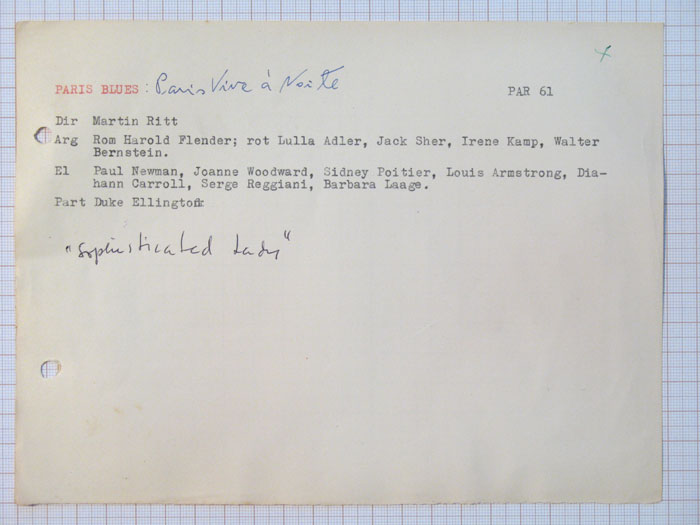 PARIS BLUES : Paris Vive à Noite PAR 61
Dir Martin Ritt
Arg Rom Harold Flender; rot Lulla Adler, Jack Sher, Irene Kamp, Walter
Bernstein.
El Paul Newman, Joanne Woodward, Sidney Poitier, Louis Armstrong, Dia-
hann Carroll, Serge Reggiani, Barbara Laage.
Part Duke Ellington
"Sophisticated Lady"